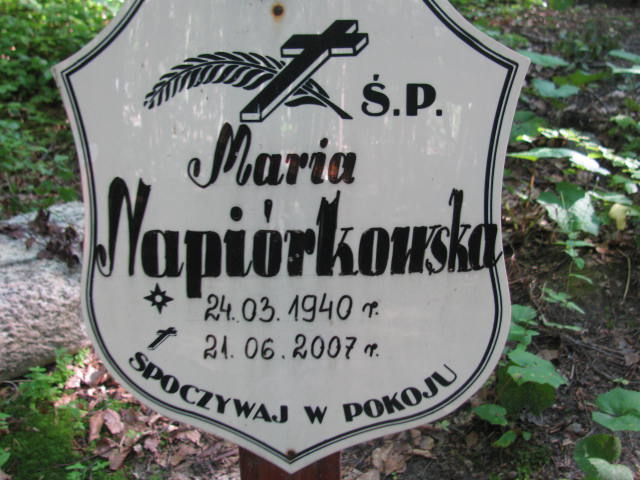 Ś.P.
Maria
Napiórkowska
24.03.1940 r.
21.06.2007 r.
SPOCZYWAJ W POKOJU